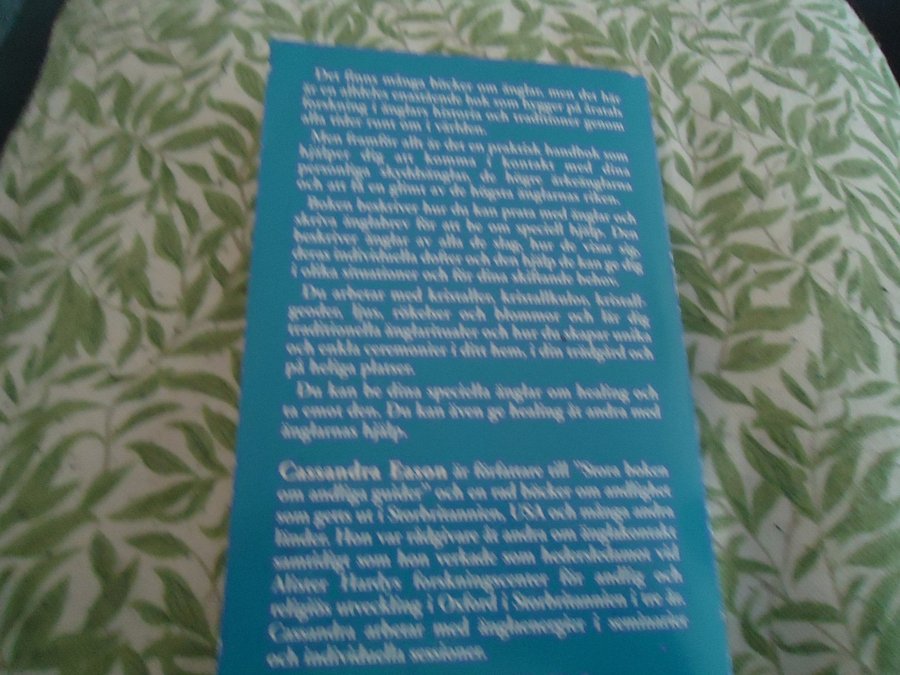 Det finns många böcker om änglar, men det här
är en alldeles enastående bok som bygger på
forskning i änglars historia och traditioner genom
alla tider runt om i världen.
Men framför allt är det en praktisk handbok som
hjälper dig att komma i kontakt med dina
personliga skyddsänglar, de högre ärkeänglarna
och att få en glimt av de högsta änglarnas rike.
Boken beskriver hur du kan prata med änglar och
skriva änglabrev för att be om speciell hjälp. Den
beskriver änglar av alla de slag, hur de visar sig,
deras individuella dofter och den hjälp de kan ge dig
i olika situationer och för dina skiftande behov.
Du arbetar med kristaller, kristallkulor, kristall-
pendlar, ljus, rökelser och blommor och lär dig
traditionella änglaritualer och hur du skapar unika
och enkla ceremonier i ditt hem, i din trädgård och
på heliga platser.
Du kan be dina speciella änglar om healing och
ta emot den. Du kan även ge healing åt andra med
änglarnas hjälp.
Cassandra Eason är författare till "Stora boken
om andliga guider" och en rad böcker om andlighet
som gavs ut i Storbritannien, USA och många andra
länder. Hon var rådgivare åt andra om änglakontakt
samtidigt som hon verkade som hedersledamot vid
Alister Hardys forskningscenter för andlig och
religiös utveckling i Oxford i Storbritannien i tre år.
Cassandra arbetar med änglaenergier i seminarier
och individuella sessioner.